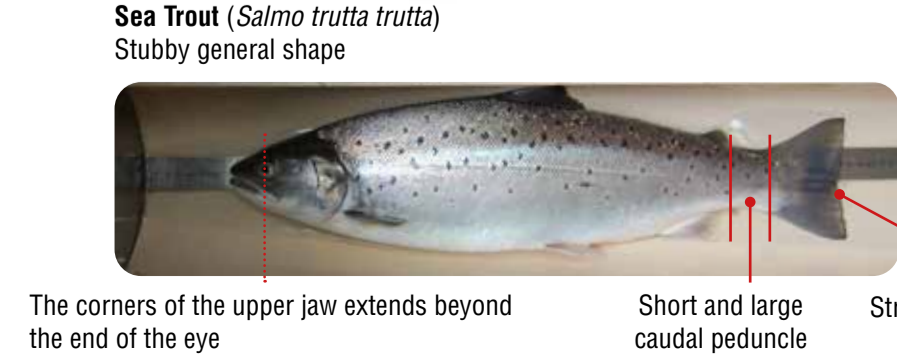 Sea Trout (Salmo trutta trutta)
Stubby general shape
The corners of the upper jaw extends beyond
the end of the eye
Short and large
caudal peduncle